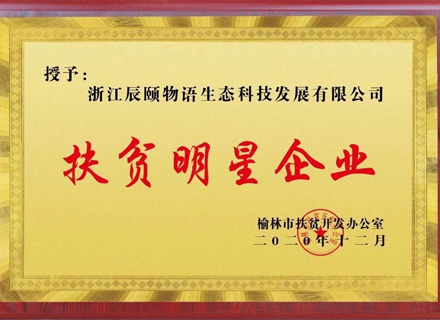 授予：
浙江辰颐物语生态科技发展有限公司
扶贫明星企业
榆林市扶贫开发办公室
二〇二〇年十二月